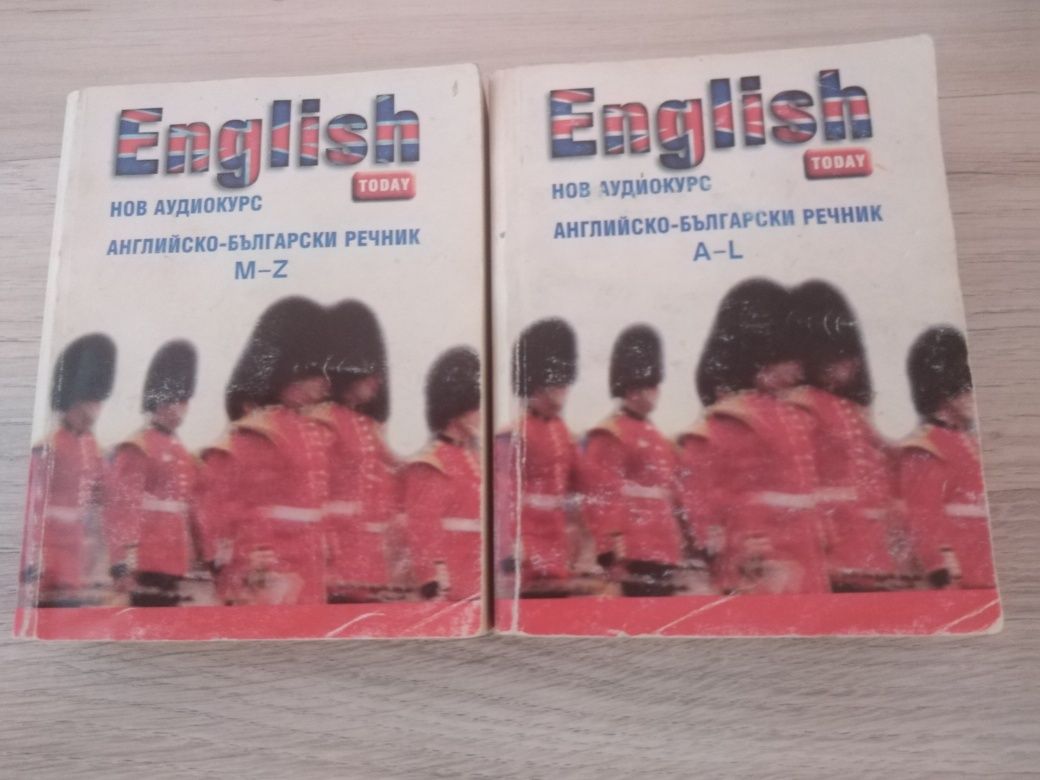 English
TODAY
НОВ АУДИОКУРС
АНГЛИЙСКО-БЪЛГАРСКИ РЕЧНИК
M-Z
English
TODAY
НОВ АУДИОКУРС
АНГЛИЙСКО-БЪЛГАРСКИ РЕЧНИК
A-L